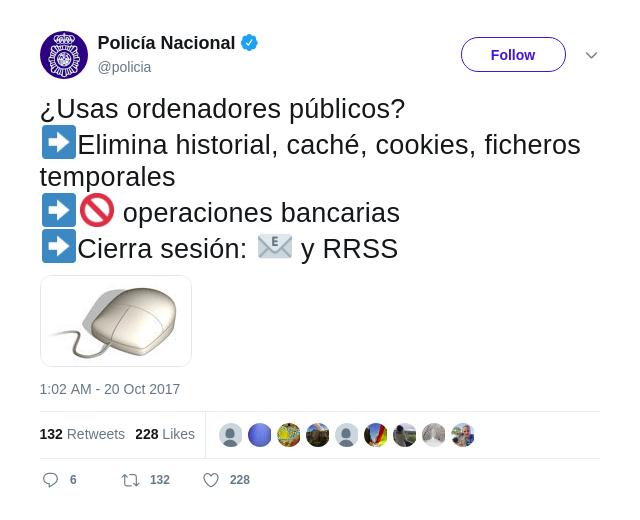 Policía Nacional
@policia
Follow
¿Usas ordenadores públicos?
➡️Elimina historial, caché, cookies, ficheros
temporales
➡️🚫 operaciones bancarias
➡️Cierra sesión: 📧 y RRSS
1:02 AM - 20 Oct 2017
132 Retweets 228 Likes
6 132 228